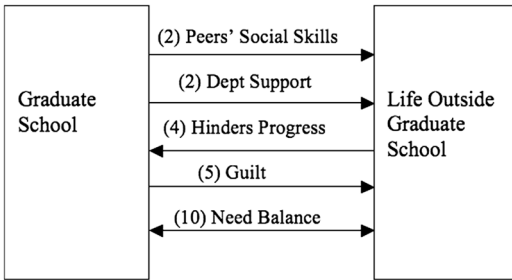 (2) Peers' Social Skills
(2) Dept Support
Graduate
School
Life Outside
Graduate
School
(4) Hinders Progress
(5) Guilt
(10) Need Balance